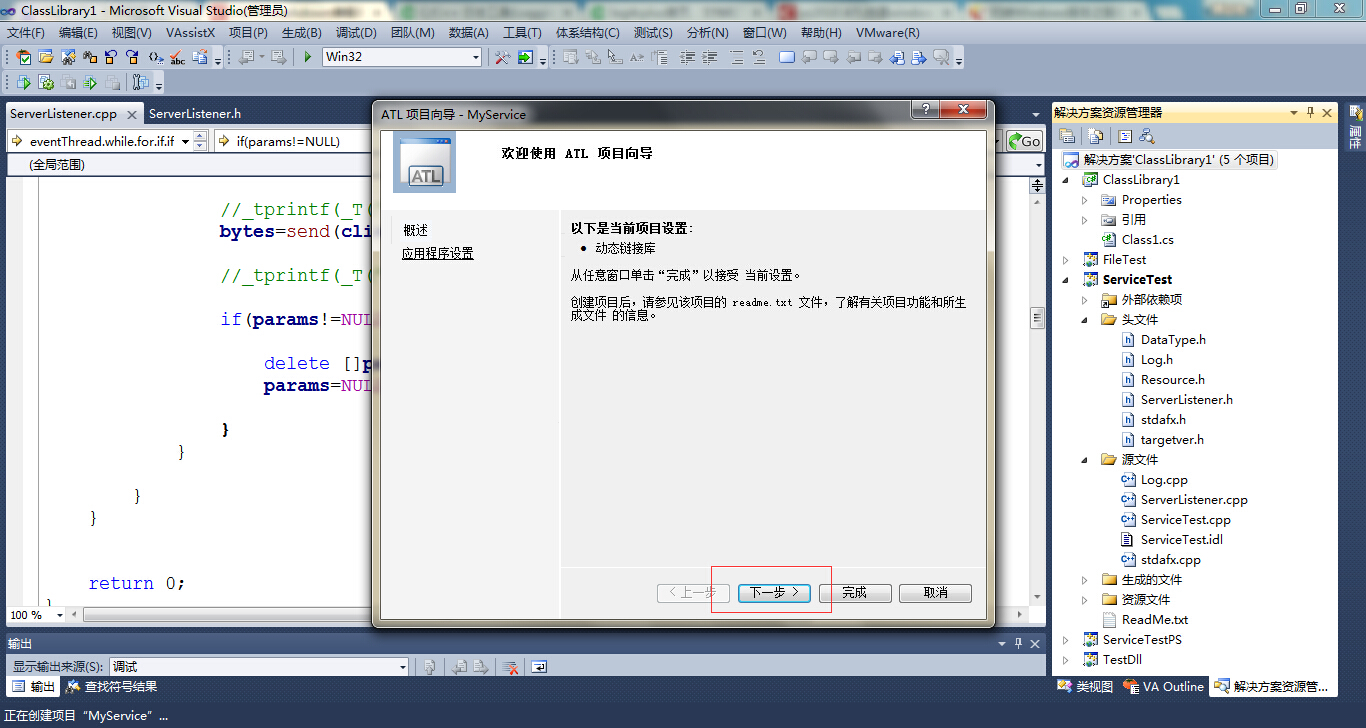 ClassLibrary1 - Microsoft Visual Studio(管理员)
文件(F) 编辑(E) 视图(V) VAssistX 项目(P) 生成(B) 调试(D) 团队(M) 数据(A) 工具(T) 体系结构(C) 测试(S) 分析(N) 窗口(W) 帮助(H) VMware(R)
Win32
ServerListener.cpp ServerListener.h
eventThread.while.for.if.if if(params!=NULL) Go
(全局范围)
//_tprintf(_T(
bytes=send(cli
//_tprintf(_T(
if(params!=NUL
delete []p
params=NUL
}
}
}
}
return 0;
100 %
ATL 项目向导 - MyService
ATL
欢迎使用 ATL 项目向导
概述
应用程序设置
以下是当前项目设置:
• 动态链接库
从任意窗口单击“完成”以接受 当前设置。
创建项目后，请参见该项目的 readme.txt 文件，了解有关项目功能和所生
成文件 的信息。
< 上一步 下一步 > 完成 取消
解决方案资源管理器
解决方案'ClassLibrary1' (5 个项目)
ClassLibrary1
Properties
引用
Class1.cs
FileTest
ServiceTest
外部依赖项
头文件
DataType.h
Log.h
Resource.h
ServerListener.h
stdafx.h
targetver.h
源文件
Log.cpp
ServerListener.cpp
ServiceTest.cpp
ServiceTest.idl
stdafx.cpp
生成的文件
资源文件
ReadMe.txt
ServiceTestPS
TestDll
类视图 VA Outline 解决方案资源管...
属性
输出
显示输出来源(S): 调试
输出 查找符号结果
正在创建项目 “MyService” ...